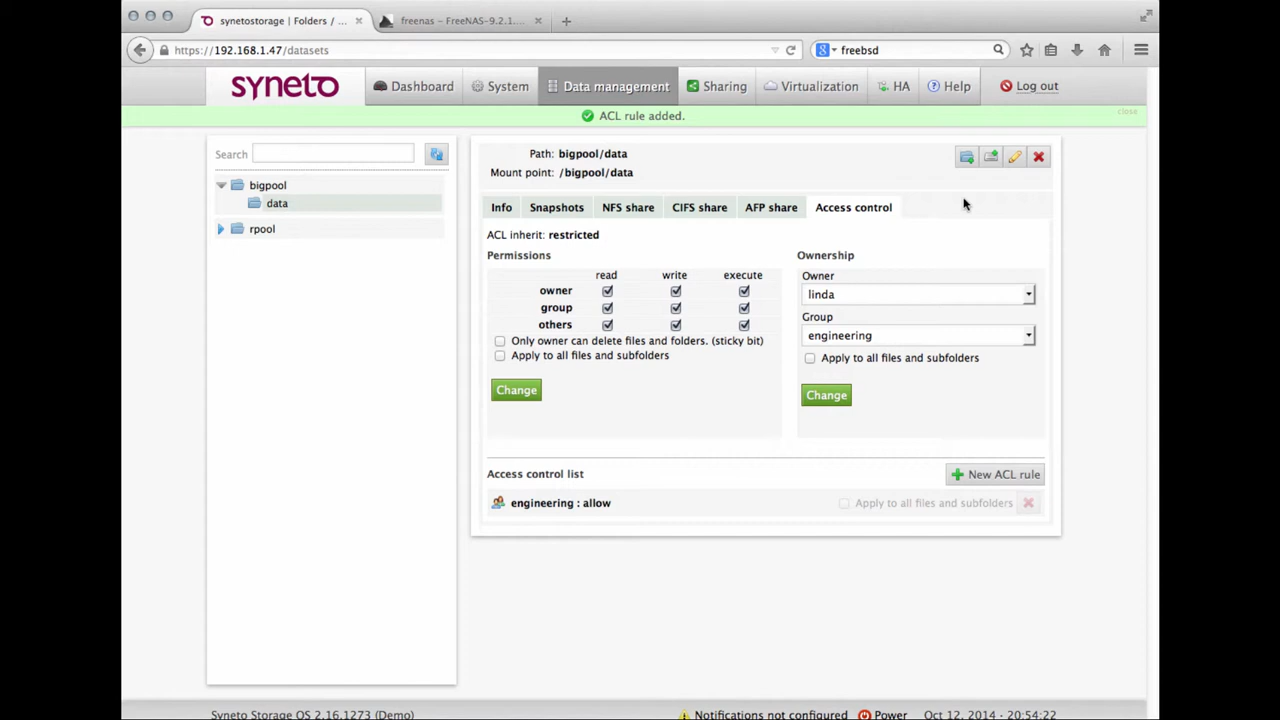 synetostorage | Folders / ...
freenas – FreeNAS-9.2.1....
https://192.168.1.47/datasets
freebsd
syneto
Dashboard
System
Data management
Sharing
Virtualization
HA
Help
Log out
ACL rule added.
close
Search
bigpool
data
rpool
Path: bigpool/data
Mount point: /bigpool/data
Info
Snapshots
NFS share
CIFS share
AFP share
Access control
ACL inherit: restricted
Permissions
read write execute
owner
group
others
Only owner can delete files and folders. (sticky bit)
Apply to all files and subfolders
Change
Ownership
Owner
linda
Group
engineering
Apply to all files and subfolders
Change
Access control list
New ACL rule
engineering : allow
Apply to all files and subfolders
Syneto Storage OS 2.16.1273 (Demo)
Notifications not configured
Power
Oct 12, 2014 - 20:54:22